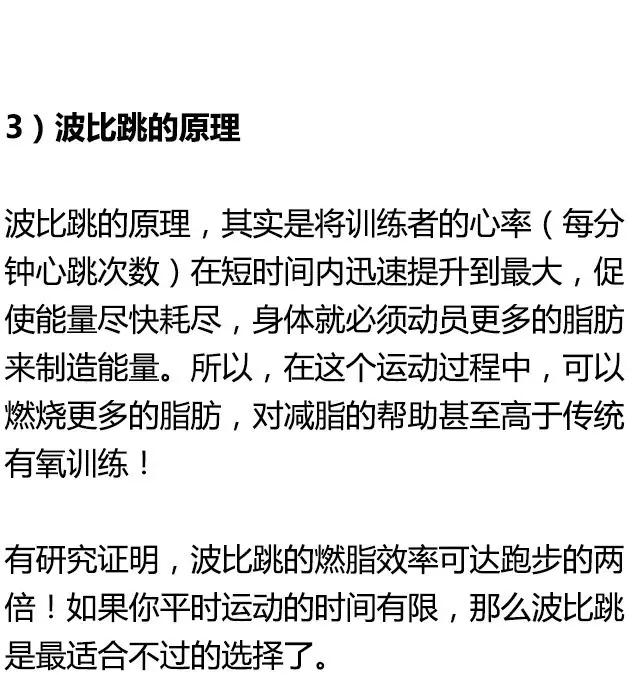 3）波比跳的原理
波比跳的原理，其实是将训练者的心率（每分
钟心跳次数）在短时间内迅速提升到最大，促
使能量尽快耗尽，身体就必须动员更多的脂肪
来制造能量。所以，在这个运动过程中，可以
燃烧更多的脂肪，对减脂的帮助甚至高于传统
有氧训练！
有研究证明，波比跳的燃脂效率可达跑步的两
倍！如果你平时运动的时间有限，那么波比跳
是最适合不过的选择了。